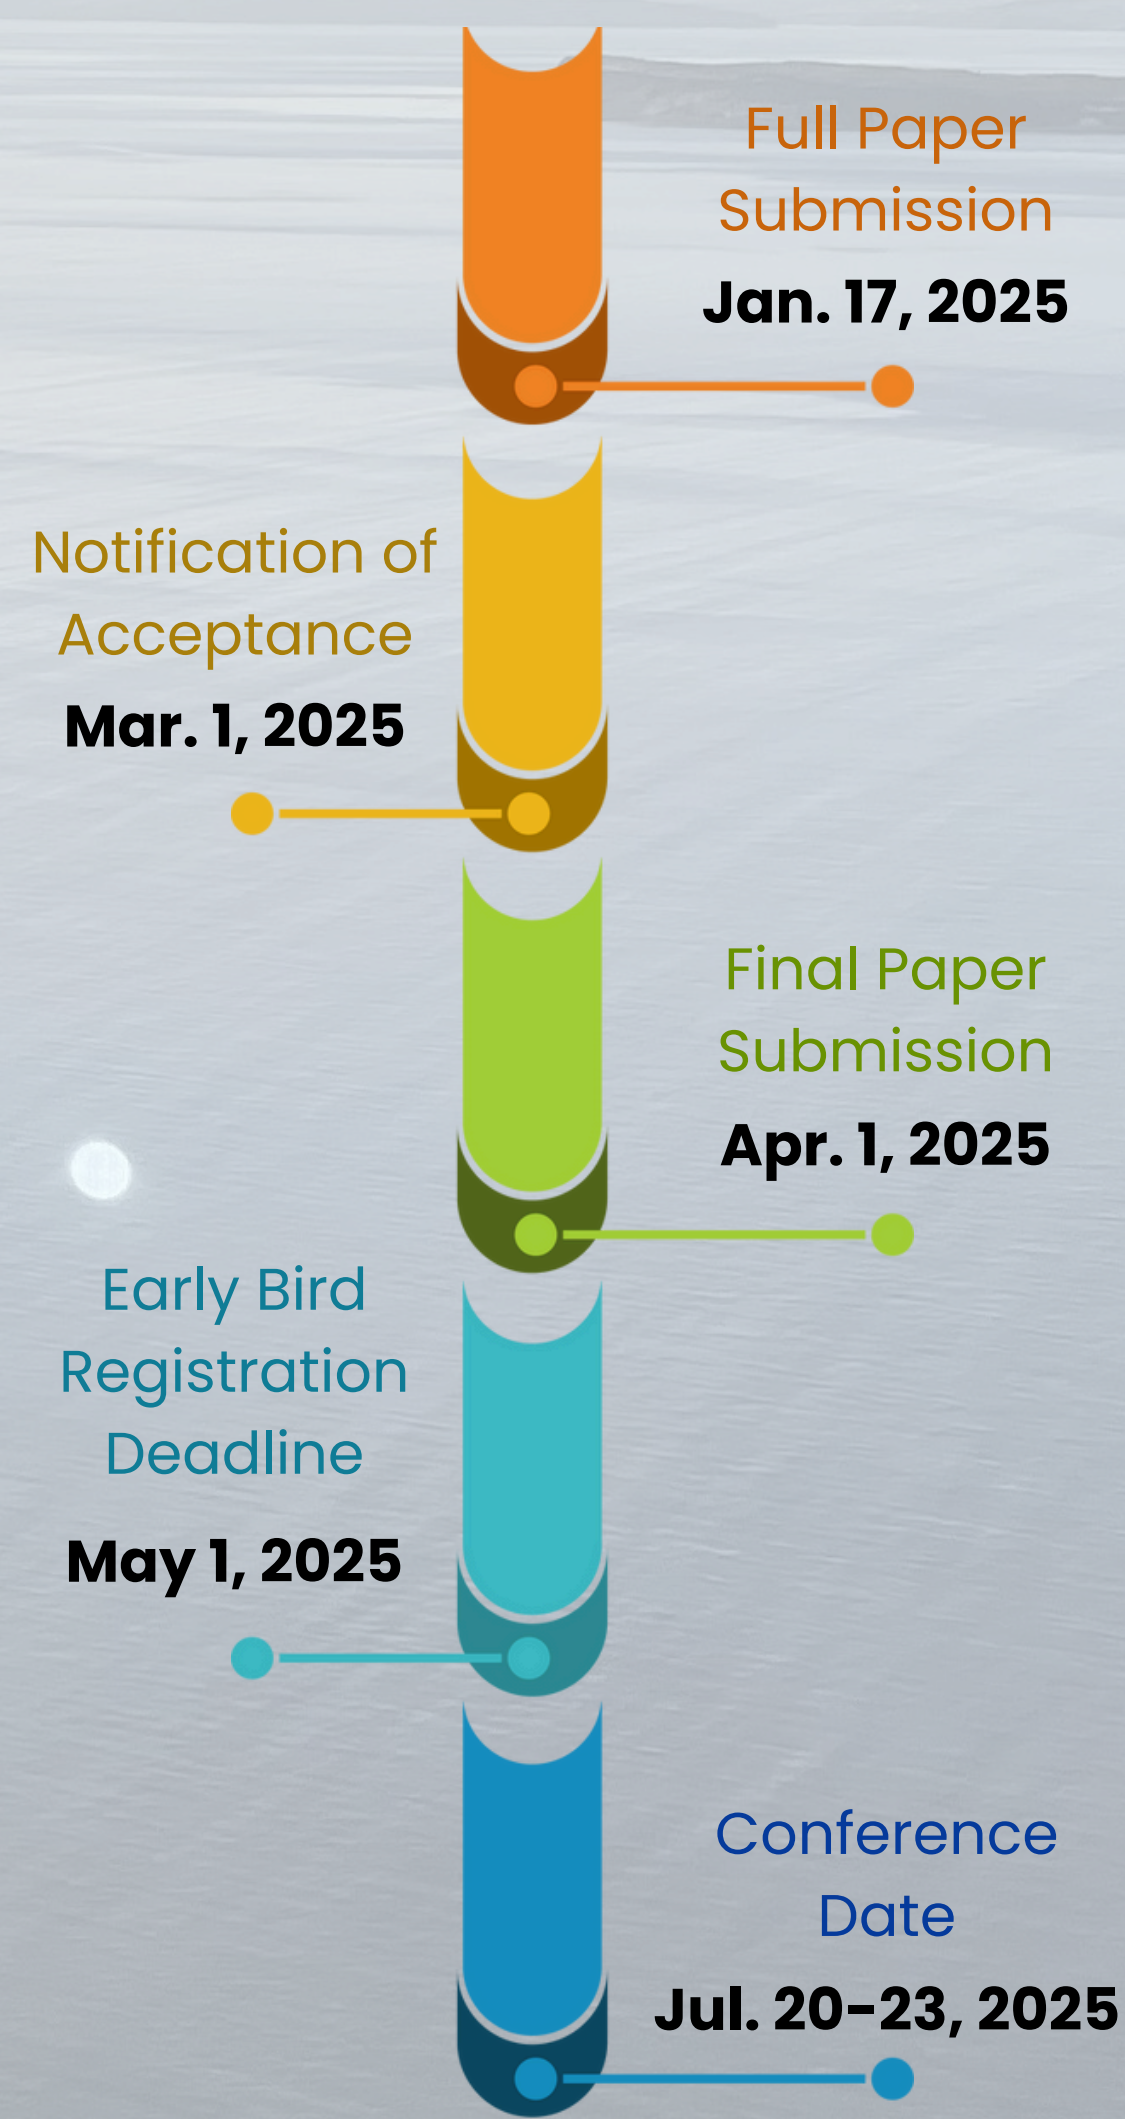 Full Paper
Submission
Jan. 17, 2025
Notification of
Acceptance
Mar. 1, 2025
Final Paper
Submission
Apr. 1, 2025
Early Bird
Registration
Deadline
May 1, 2025
Conference
Date
Jul. 20-23, 2025